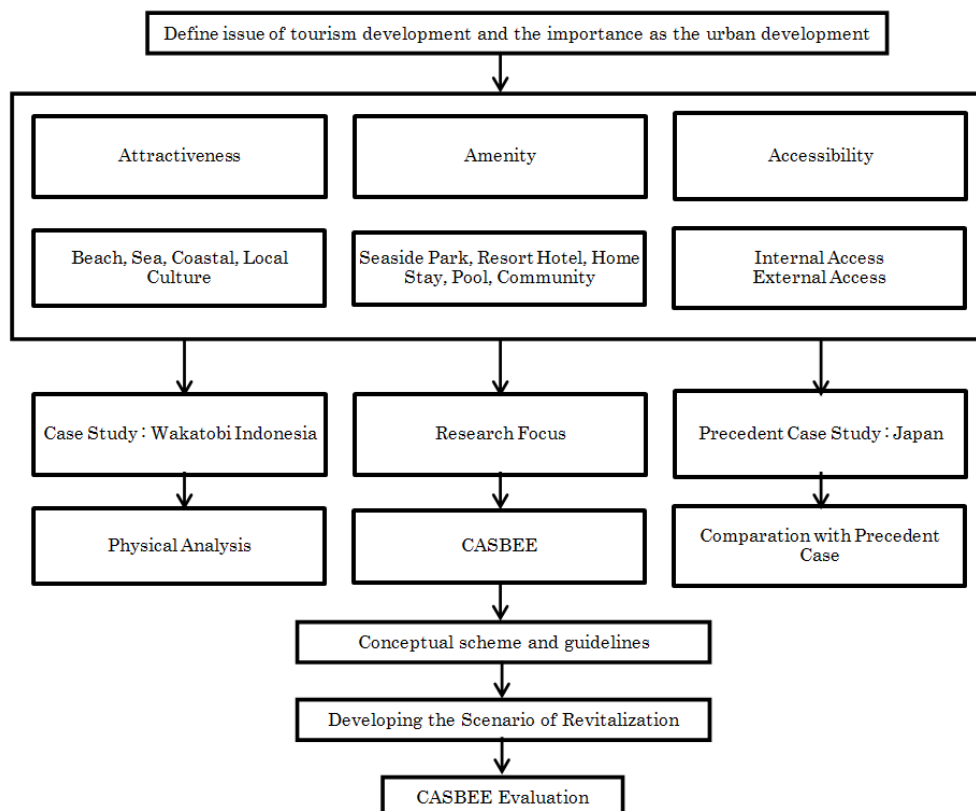 Define issue of tourism development and the importance as the urban development
Attractiveness
Amenity
Accessibility
Beach, Sea, Coastal, Local
Culture
Seaside Park, Resort Hotel, Home
Stay, Pool, Community
Internal Access
External Access
Case Study : Wakatobi Indonesia
Research Focus
Precedent Case Study : Japan
Physical Analysis
CASBEE
Comparation with Precedent
Case
Conceptual scheme and guidelines
Developing the Scenario of Revitalization
CASBEE Evaluation